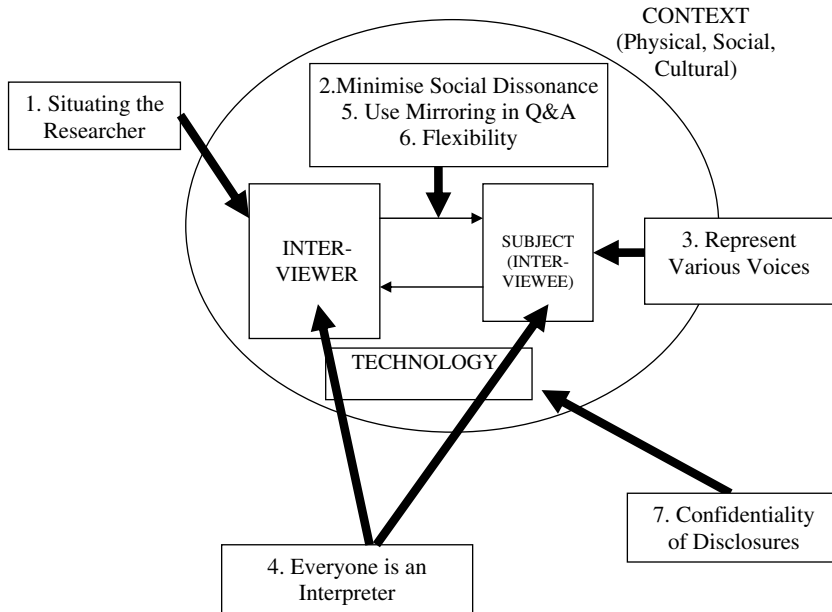 CONTEXT
(Physical, Social,
Cultural)
1. Situating the
Researcher
2.Minimise Social Dissonance
5. Use Mirroring in Q&A
6. Flexibility
INTER-
VIEWER
SUBJECT
(INTER-
VIEWEE)
3. Represent
Various Voices
TECHNOLOGY
7. Confidentiality
of Disclosures
4. Everyone is an
Interpreter